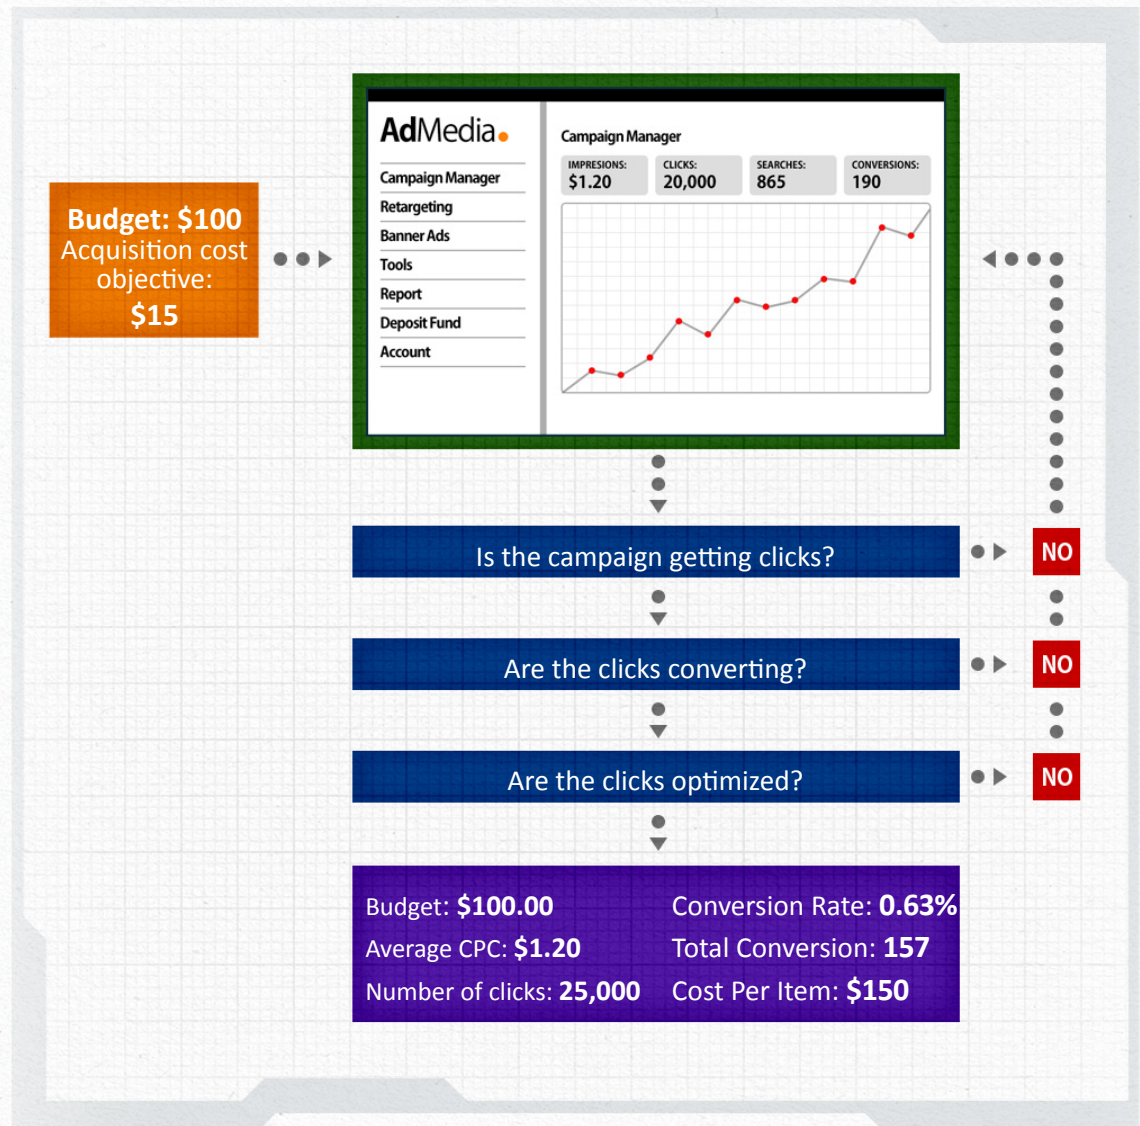 Budget: $100
Acquisition cost
objective:
$15
AdMedia
Campaign Manager
Retargeting
Banner Ads
Tools
Report
Deposit Fund
Account
Campaign Manager
IMPRESIONS:
$1.20
CLICKS:
20,000
SEARCHES:
865
CONVERSIONS:
190
Is the campaign getting clicks?
NO
Are the clicks converting?
NO
Are the clicks optimized?
NO
Budget: $100.00
Average CPC: $1.20
Number of clicks: 25,000
Conversion Rate: 0.63%
Total Conversion: 157
Cost Per Item: $150